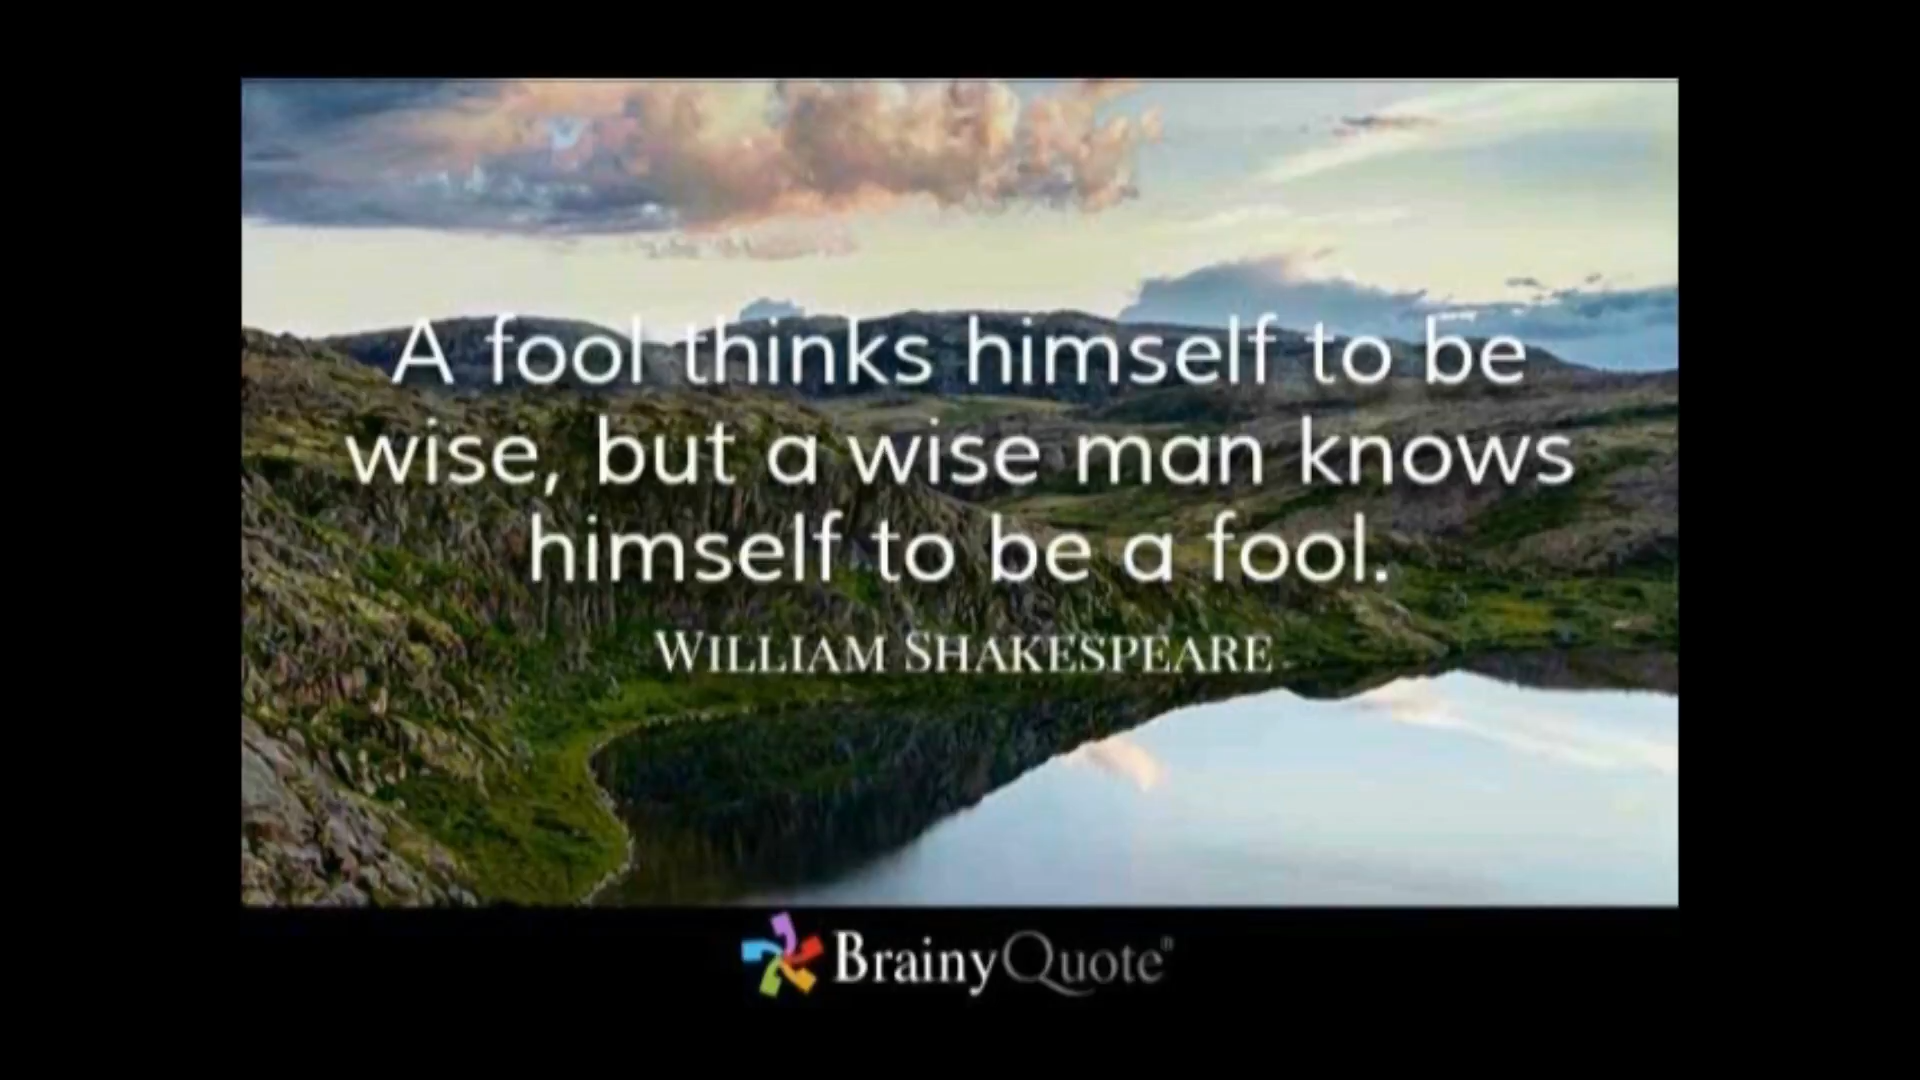 A fool thinks himself to be
wise, but a wise man knows
himself to be a fool.
WILLIAM SHAKESPEARE
BrainyQuote®